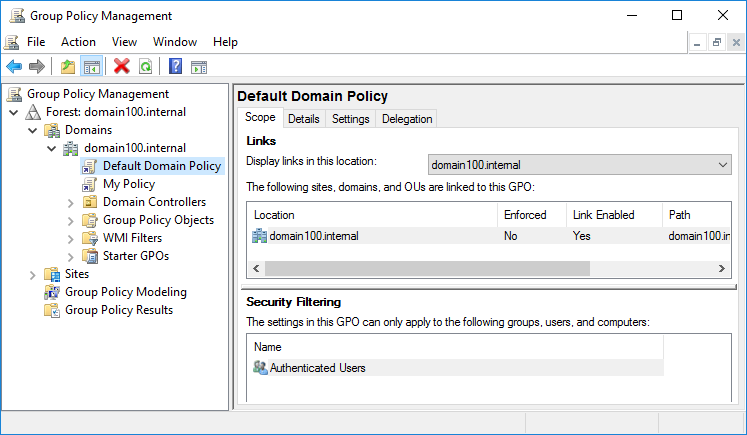 Group Policy Management
File Action View Window Help
Group Policy Management
Forest: domain100.internal
Domains
domain100.internal
Default Domain Policy
My Policy
Domain Controllers
Group Policy Objects
WMI Filters
Starter GPOs
Sites
Group Policy Modeling
Group Policy Results
Default Domain Policy
Scope Details Settings Delegation
Links
Display links in this location: domain100.internal
The following sites, domains, and OUs are linked to this GPO:
Location Enforced Link Enabled Path
domain100.internal No Yes domain100.in
Security Filtering
The settings in this GPO can only apply to the following groups, users, and computers:
Name
Authenticated Users